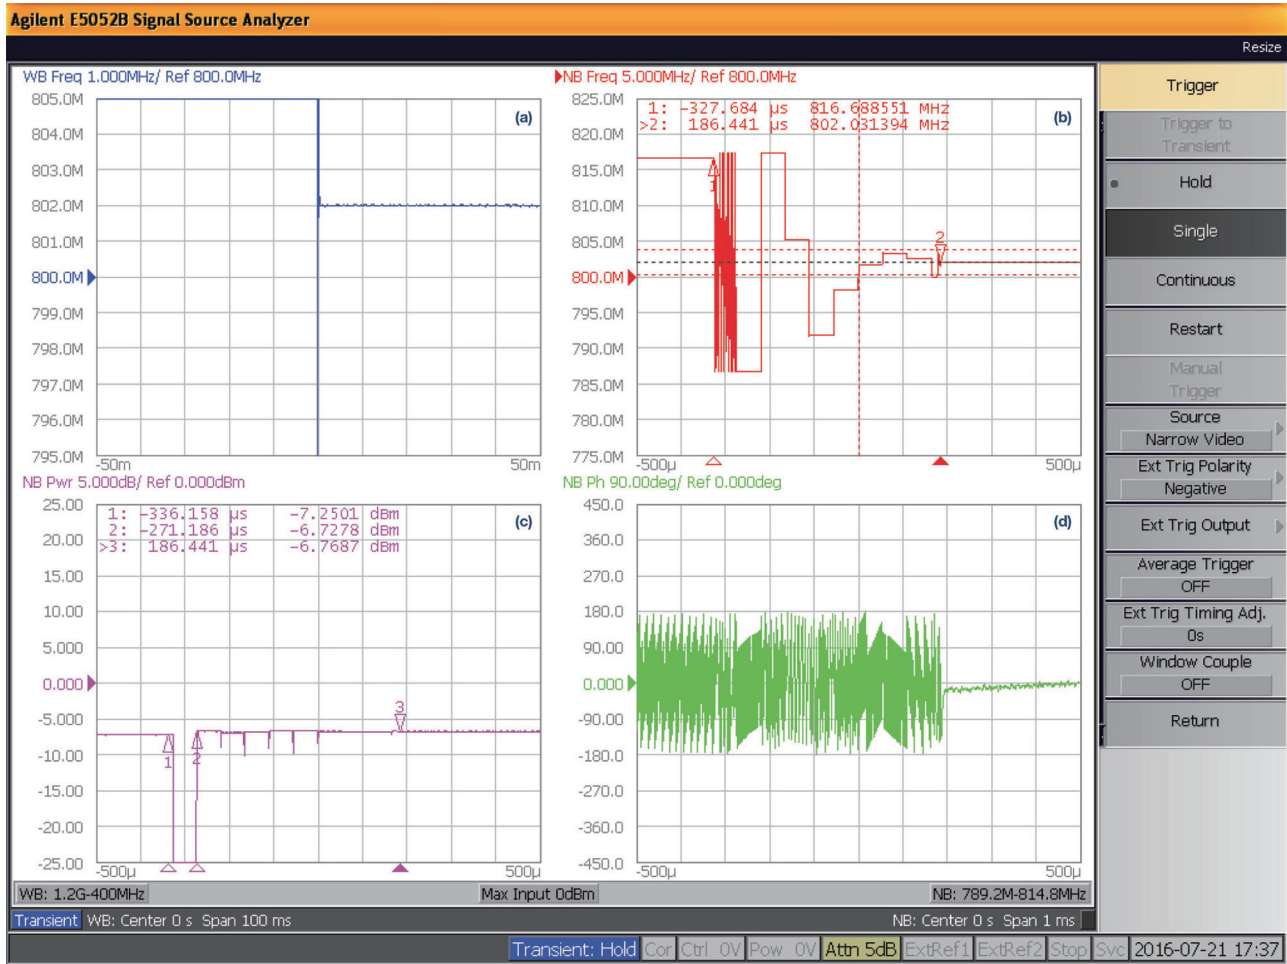 Agilent E5052B Signal Source Analyzer
Resize
WB Freq 1.000MHz/ Ref 800.0MHz
(a)
805.0M
804.0M
803.0M
802.0M
801.0M
800.0M
799.0M
798.0M
797.0M
796.0M
795.0M
-50m
50m
NB Freq 5.000MHz/ Ref 800.0MHz
1: -327.684 µs 816.688551 MHz
>2: 186.441 µs 802.031394 MHz
(b)
825.0M
820.0M
815.0M
810.0M
805.0M
800.0M
795.0M
790.0M
785.0M
780.0M
775.0M
1
2
-500µ
500µ
NB Pwr 5.000dB/ Ref 0.000dBm
1: -336.158 µs -7.2501 dBm
2: -271.186 µs -6.7278 dBm
>3: 186.441 µs -6.7687 dBm
(c)
25.00
20.00
15.00
10.00
5.000
0.000
-5.000
-10.00
-15.00
-20.00
-25.00
1
2
3
-500µ
500µ
NB Ph 90.00deg/ Ref 0.000deg
(d)
450.0
360.0
270.0
180.0
90.00
0.000
-90.00
-180.0
-270.0
-360.0
-450.0
-500µ
500µ
WB: 1.2G-400MHz
Max Input 0dBm
NB: 789.2M-814.8MHz
Transient WB: Center 0 s Span 100 ms
NB: Center 0 s Span 1 ms
Transient: Hold Cor Ctrl 0V Pow 0V Attn 5dB ExtRef1 ExtRef2 Stop Svc 2016-07-21 17:37
Trigger
Trigger to
Transient
Hold
Single
Continuous
Restart
Manual
Trigger
Source
Narrow Video
Ext Trig Polarity
Negative
Ext Trig Output
Average Trigger
OFF
Ext Trig Timing Adj.
0s
Window Couple
OFF
Return